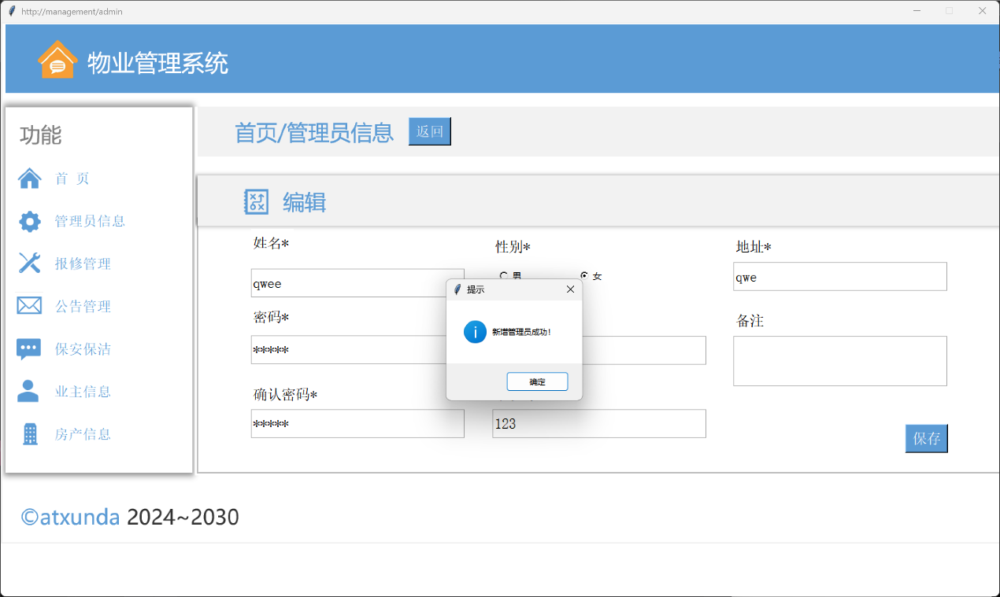 http://management/admin
物业管理系统
功能
首 页
管理员信息
报修管理
公告管理
保安保洁
业主信息
房产信息
首页/管理员信息 返回
编辑
姓名* 性别* 地址*
qwee 男 女 qwe
密码* 备注
*****
确认密码*
***** 123
保存
提示
新增管理员成功!
确定
©atxunda 2024~2030